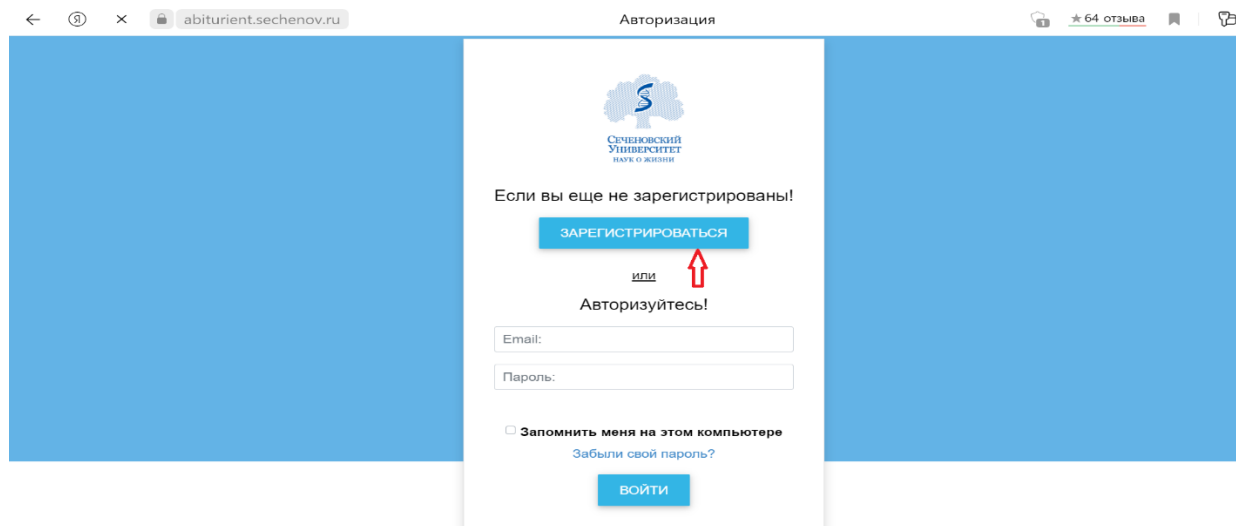 abiturient.sechenov.ru Авторизация 1 ★ 64 отзыва
СЕЧЕНОВСКИЙ
УНИВЕРСИТЕТ
НАУК О ЖИЗНИ
Если вы еще не зарегистрированы!
ЗАРЕГИСТРИРОВАТЬСЯ
или
Авторизуйтесь!
Email:
Пароль:
Запомнить меня на этом компьютере
Забыли свой пароль?
ВОЙТИ